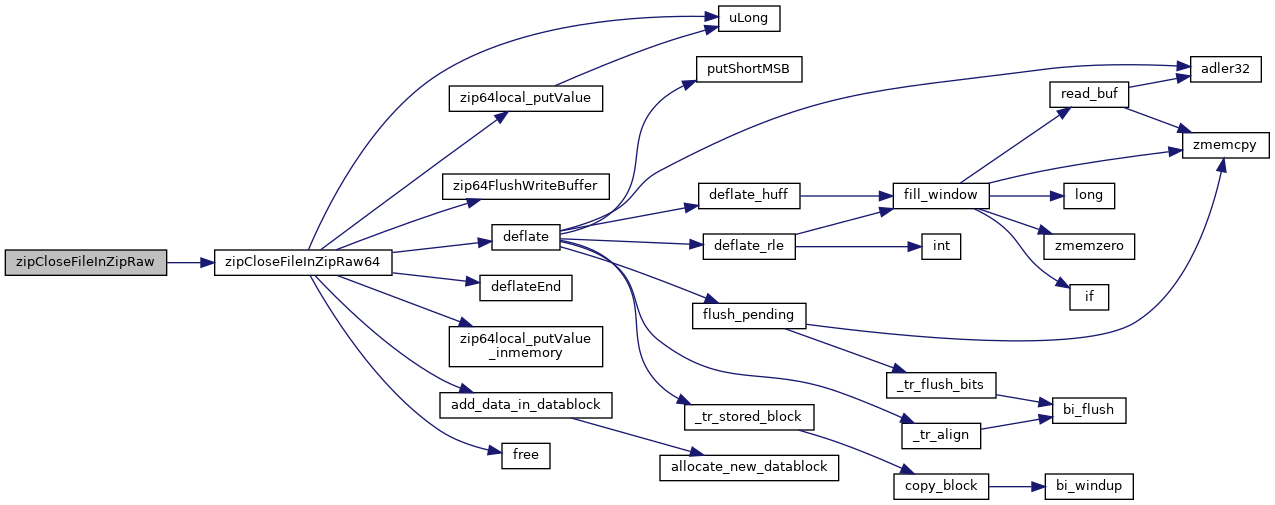 zipCloseFileInZipRaw
zipCloseFileInZipRaw64
uLong
zip64local_putValue
zip64FlushWriteBuffer
deflate
deflateEnd
zip64local_putValue
_inmemory
add_data_in_datablock
free
putShortMSB
deflate_huff
deflate_rle
flush_pending
_tr_stored_block
allocate_new_datablock
fill_window
int
_tr_flush_bits
_tr_align
copy_block
read_buf
long
zmemzero
if
bi_flush
bi_windup
adler32
zmemcpy